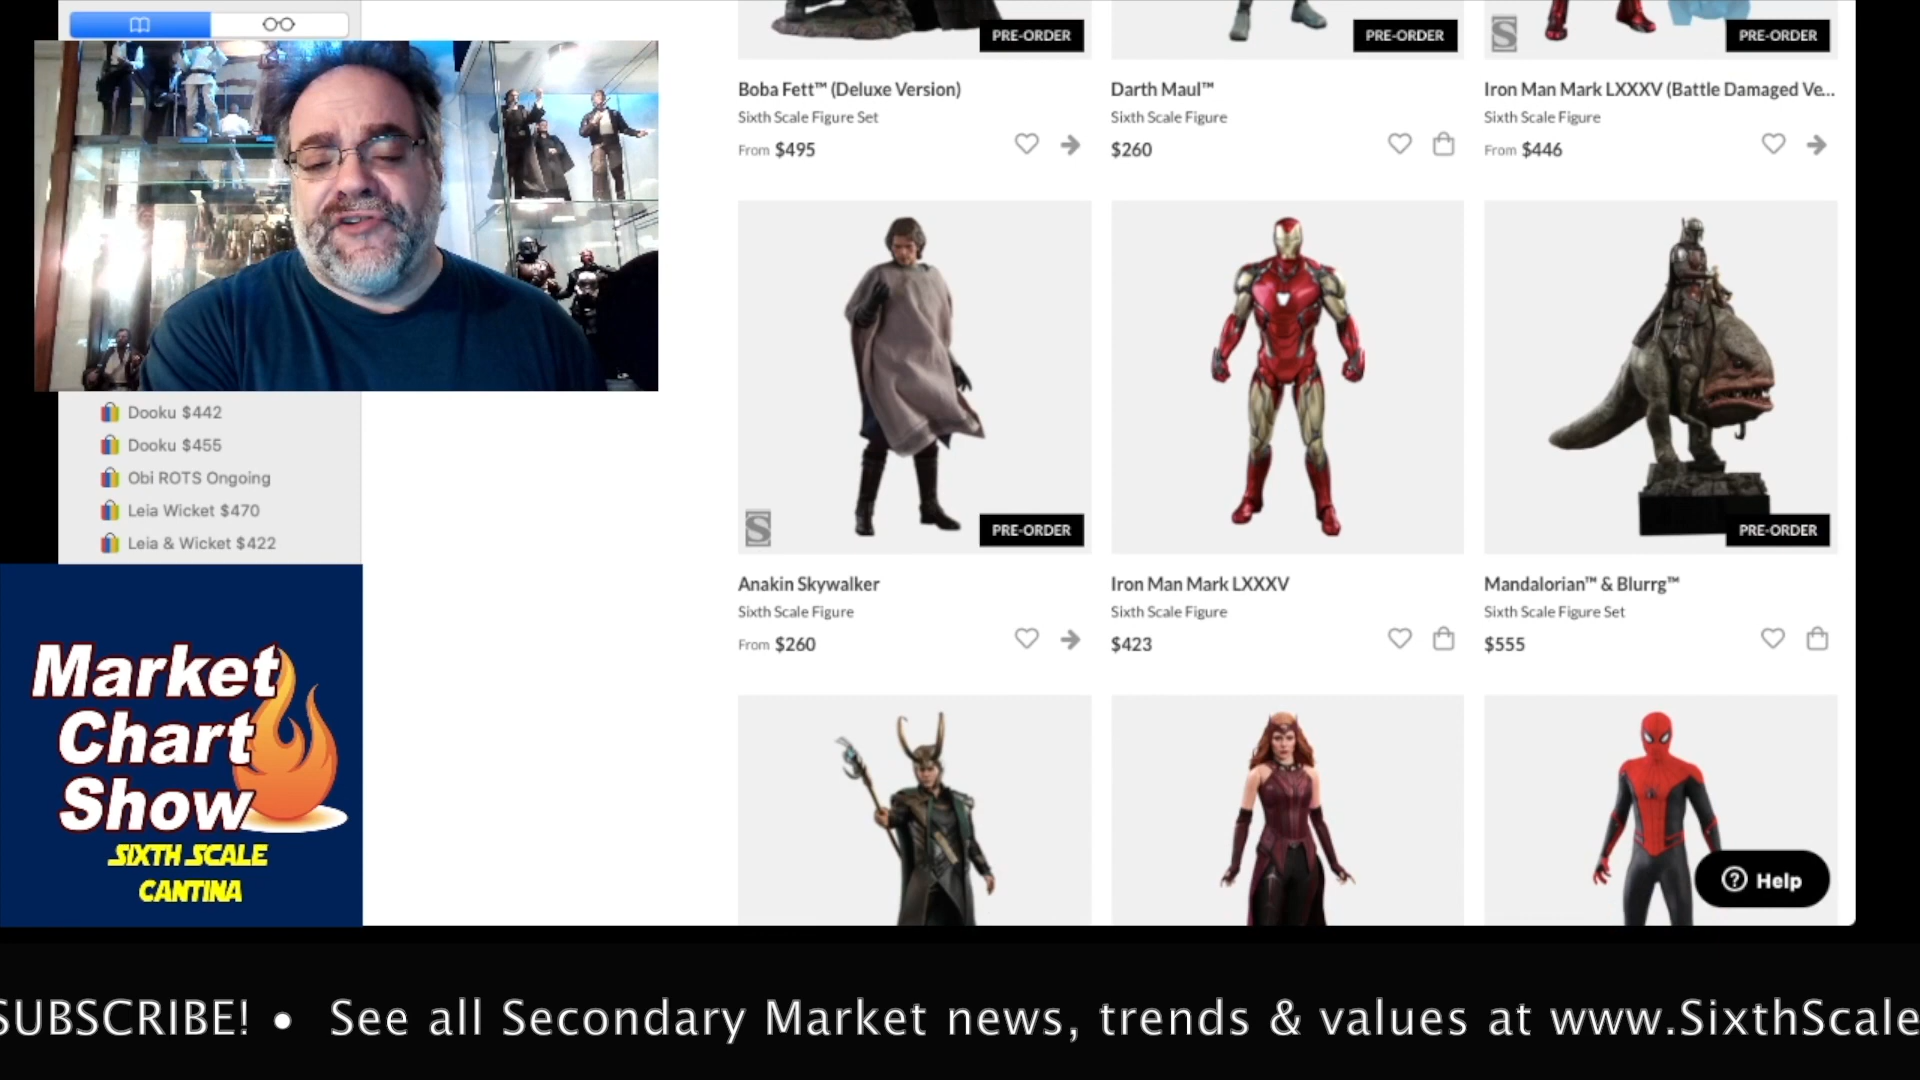 PRE-ORDER
PRE-ORDER
S
PRE-ORDER
Boba Fett™ (Deluxe Version)
Sixth Scale Figure Set
From $495
Darth Maul™
Sixth Scale Figure
$260
Iron Man Mark LXXXV (Battle Damaged Ve...
Sixth Scale Figure
From $446
S
PRE-ORDER
PRE-ORDER
Anakin Skywalker
Sixth Scale Figure
From $260
Iron Man Mark LXXXV
Sixth Scale Figure
$423
Mandalorian™ & Blurrg™
Sixth Scale Figure Set
$555
Dooku $442
Dooku $455
Obi ROTS Ongoing
Leia Wicket $470
Leia & Wicket $422
Market
Chart
Show
SIXTH SCALE
CANTINA
? Help
SUBSCRIBE! • See all Secondary Market news, trends & values at www.SixthScale